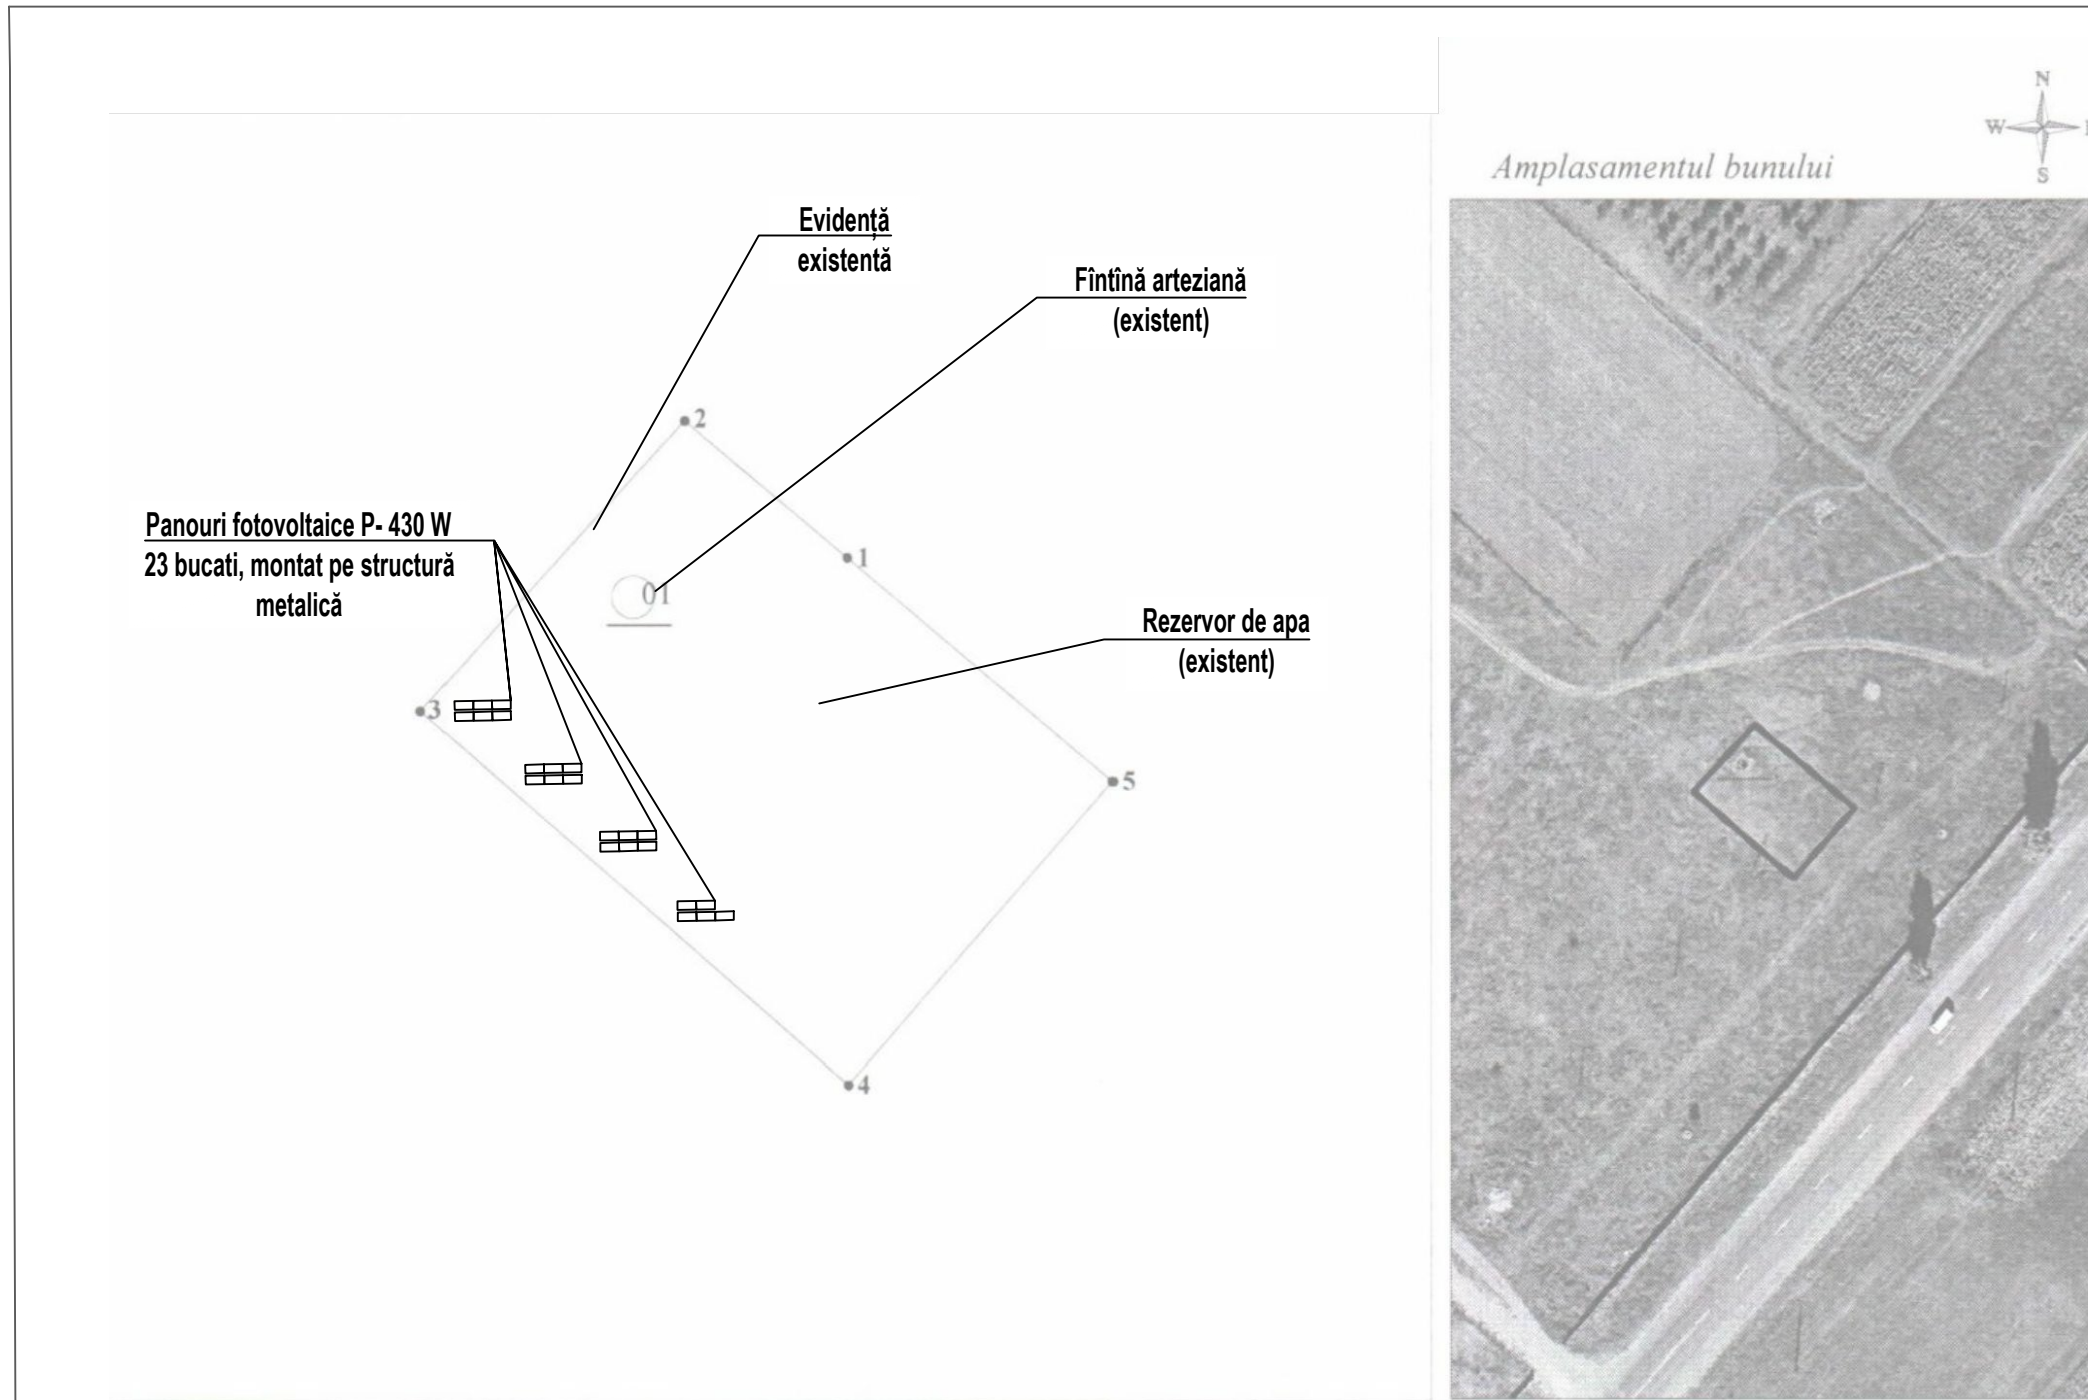 N
W
S
Amplasamentul bunului
Evidență
existentă
Fîntînă arteziană
(existent)
2
Panouri fotovoltaice P- 430 W
23 bucati, montat pe structură
metalică
1
01
Rezervor de apa
(existent)
3
5
4